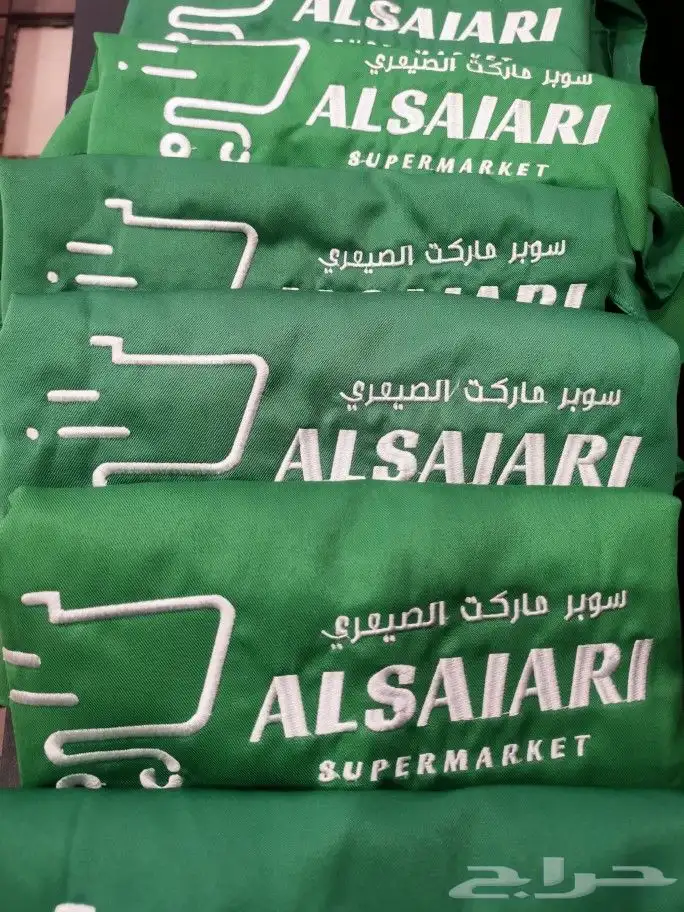 ALSAIARI
سوبر ماركت الصيعري
ALSAIARI
SUPERMARKET
سوبر ماركت الصيعري
ALSAIARI
سوبر ماركت الصيعري
ALSAIARI
سوبر ماركت الصيعري
ALSAIARI
SUPERMARKET
حراج